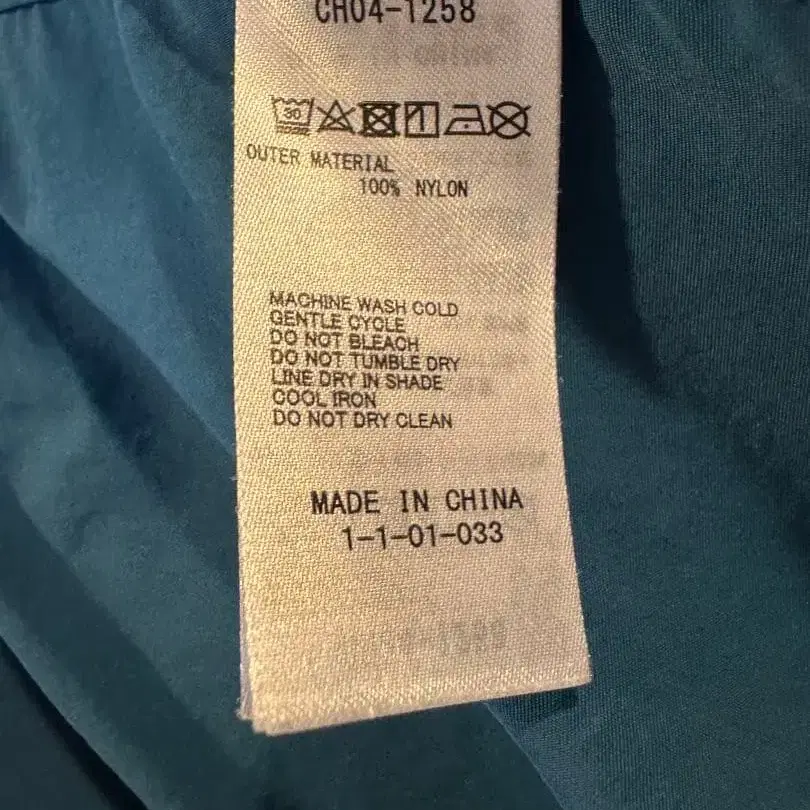 CH04-1258
30
OUTER MATERIAL
100% NYLON
MACHINE WASH COLD
GENTLE CYCLE
DO NOT BLEACH
DO NOT TUMBLE DRY
LINE DRY IN SHADE
COOL IRON
DO NOT DRY CLEAN
MADE IN CHINA
1-1-01-033